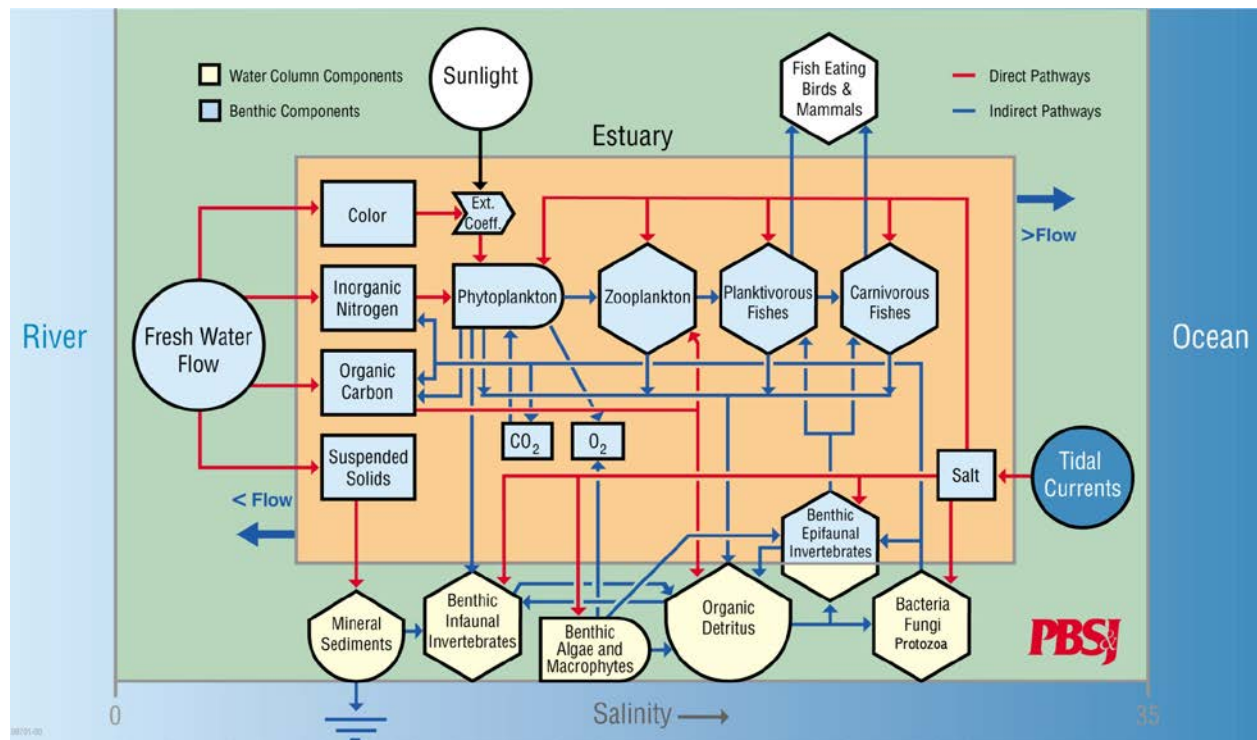 Water Column Components
Benthic Components
Sunlight
Fish Eating
Birds &
Mammals
Direct Pathways
Indirect Pathways
Estuary
Color
Ext.
Coeff.
>Flow
Inorganic
Nitrogen
Phytoplankton
Zooplankton
Planktivorous
Fishes
Carnivorous
Fishes
River
Fresh Water
Flow
Ocean
Organic
Carbon
CO2
O2
Suspended
Solids
Salt
Tidal
Currents
< Flow
Benthic
Epifaunal
Invertebrates
Mineral
Sediments
Benthic
Infaunal
Invertebrates
Benthic
Algae and
Macrophytes
Organic
Detritus
Bacteria
Fungi
Protozoa
PBS&J
0
Salinity
35